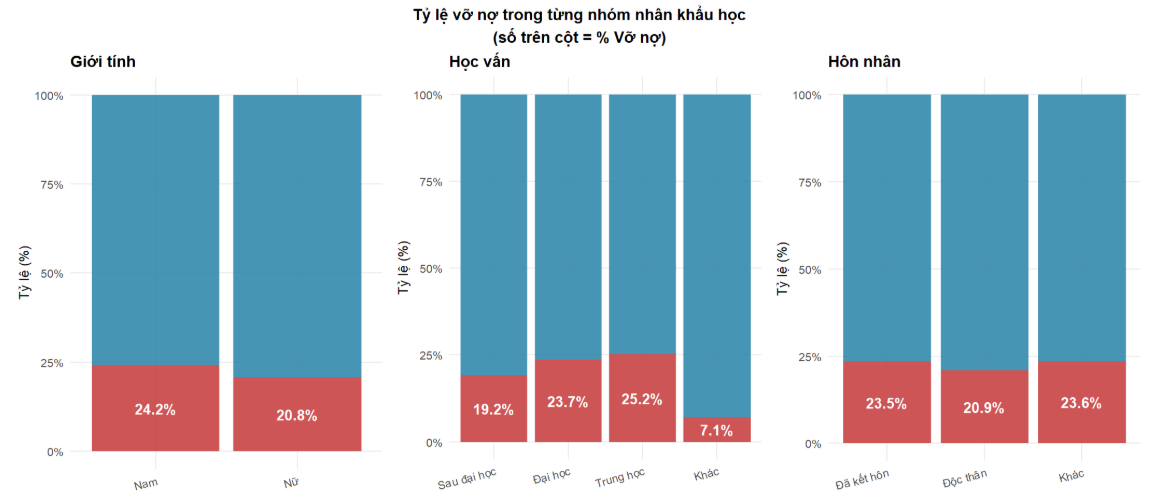 Tỷ lệ vỡ nợ trong từng nhóm nhân khẩu học
(số trên cột = % Vỡ nợ)
Giới tính
Tỷ lệ (%)
100%
75%
50%
25%
0%
24.2%
20.8%
Nam
Nữ
Học vấn
Tỷ lệ (%)
100%
75%
50%
25%
0%
19.2%
23.7%
25.2%
7.1%
Sau đại học
Đại học
Trung học
Khác
Hôn nhân
Tỷ lệ (%)
100%
75%
50%
25%
0%
23.5%
20.9%
23.6%
Đã kết hôn
Độc thân
Khác